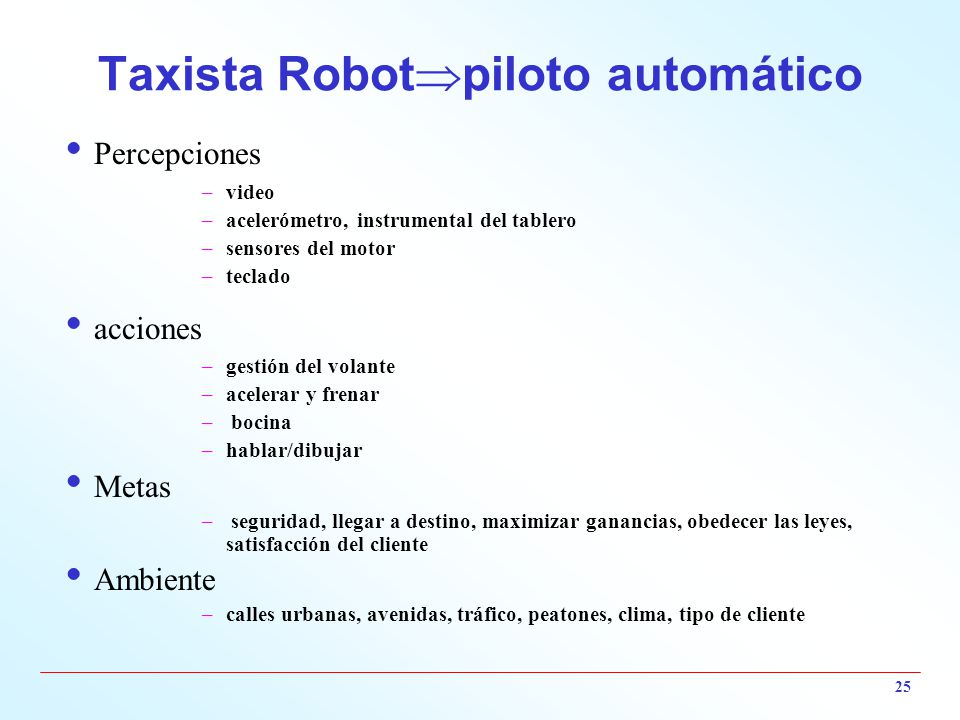 Taxista Robot⇒piloto automático
• Percepciones
– video
– acelerómetro, instrumental del tablero
– sensores del motor
– teclado
• acciones
– gestión del volante
– acelerar y frenar
– bocina
– hablar/dibujar
• Metas
– seguridad, llegar a destino, maximizar ganancias, obedecer las leyes,
satisfacción del cliente
• Ambiente
– calles urbanas, avenidas, tráfico, peatones, clima, tipo de cliente
25